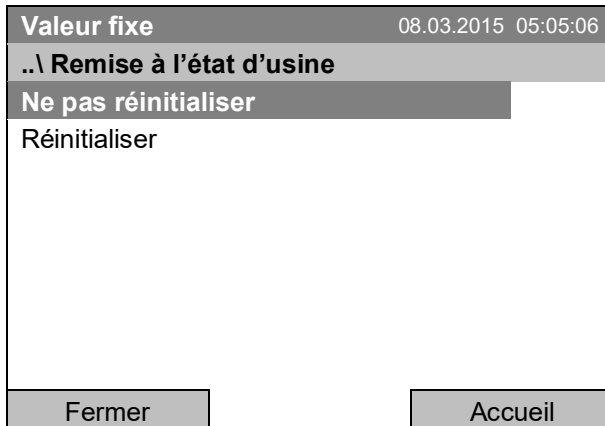 Valeur fixe 08.03.2015 05:05:06
..\ Remise à l’état d’usine
Ne pas réinitialiser
Réinitialiser
Fermer Accueil